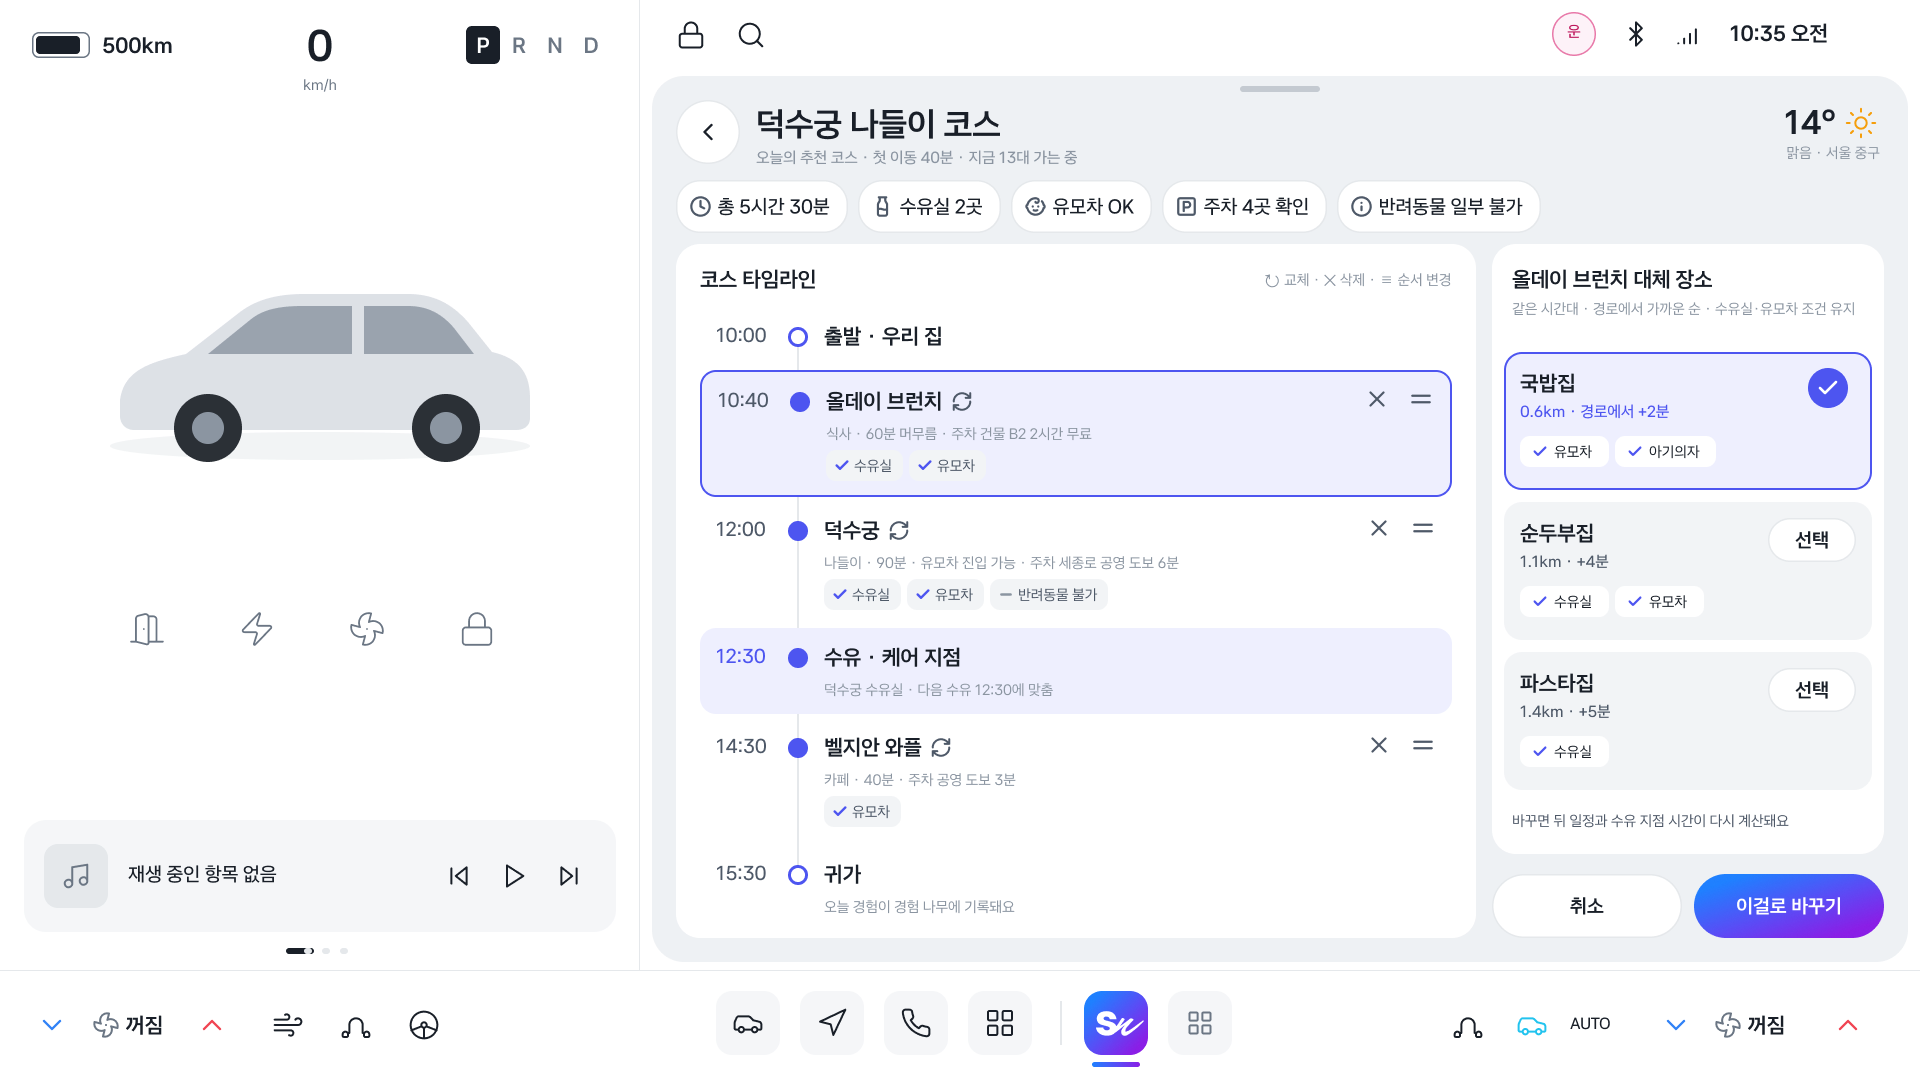 500km
0
km/h
P R N D
운
10:35 오전
덕수궁 나들이 코스
오늘의 추천 코스 · 첫 이동 40분 · 지금 13대 가는 중
14°
맑음 · 서울 중구
총 5시간 30분
수유실 2곳
유모차 OK
주차 4곳 확인
반려동물 일부 불가
코스 타임라인
교체 · 삭제 · 순서 변경
10:00 출발 · 우리 집
10:40 올데이 브런치
식사 · 60분 머무름 · 주차 건물 B2 2시간 무료
수유실 유모차
12:00 덕수궁
나들이 · 90분 · 유모차 진입 가능 · 주차 세종로 공영 도보 6분
수유실 유모차 반려동물 불가
12:30 수유 · 케어 지점
덕수궁 수유실 · 다음 수유 12:30에 맞춤
14:30 벨지안 와플
카페 · 40분 · 주차 공영 도보 3분
유모차
15:30 귀가
오늘 경험이 경험 나무에 기록돼요
올데이 브런치 대체 장소
같은 시간대 · 경로에서 가까운 순 · 수유실·유모차 조건 유지
국밥집
0.6km · 경로에서 +2분
유모차 아기의자
순두부집
1.1km · +4분
선택
수유실 유모차
파스타집
1.4km · +5분
선택
수유실
바꾸면 뒤 일정과 수유 지점 시간이 다시 계산돼요
취소
이걸로 바꾸기
재생 중인 항목 없음
꺼짐
AUTO
꺼짐